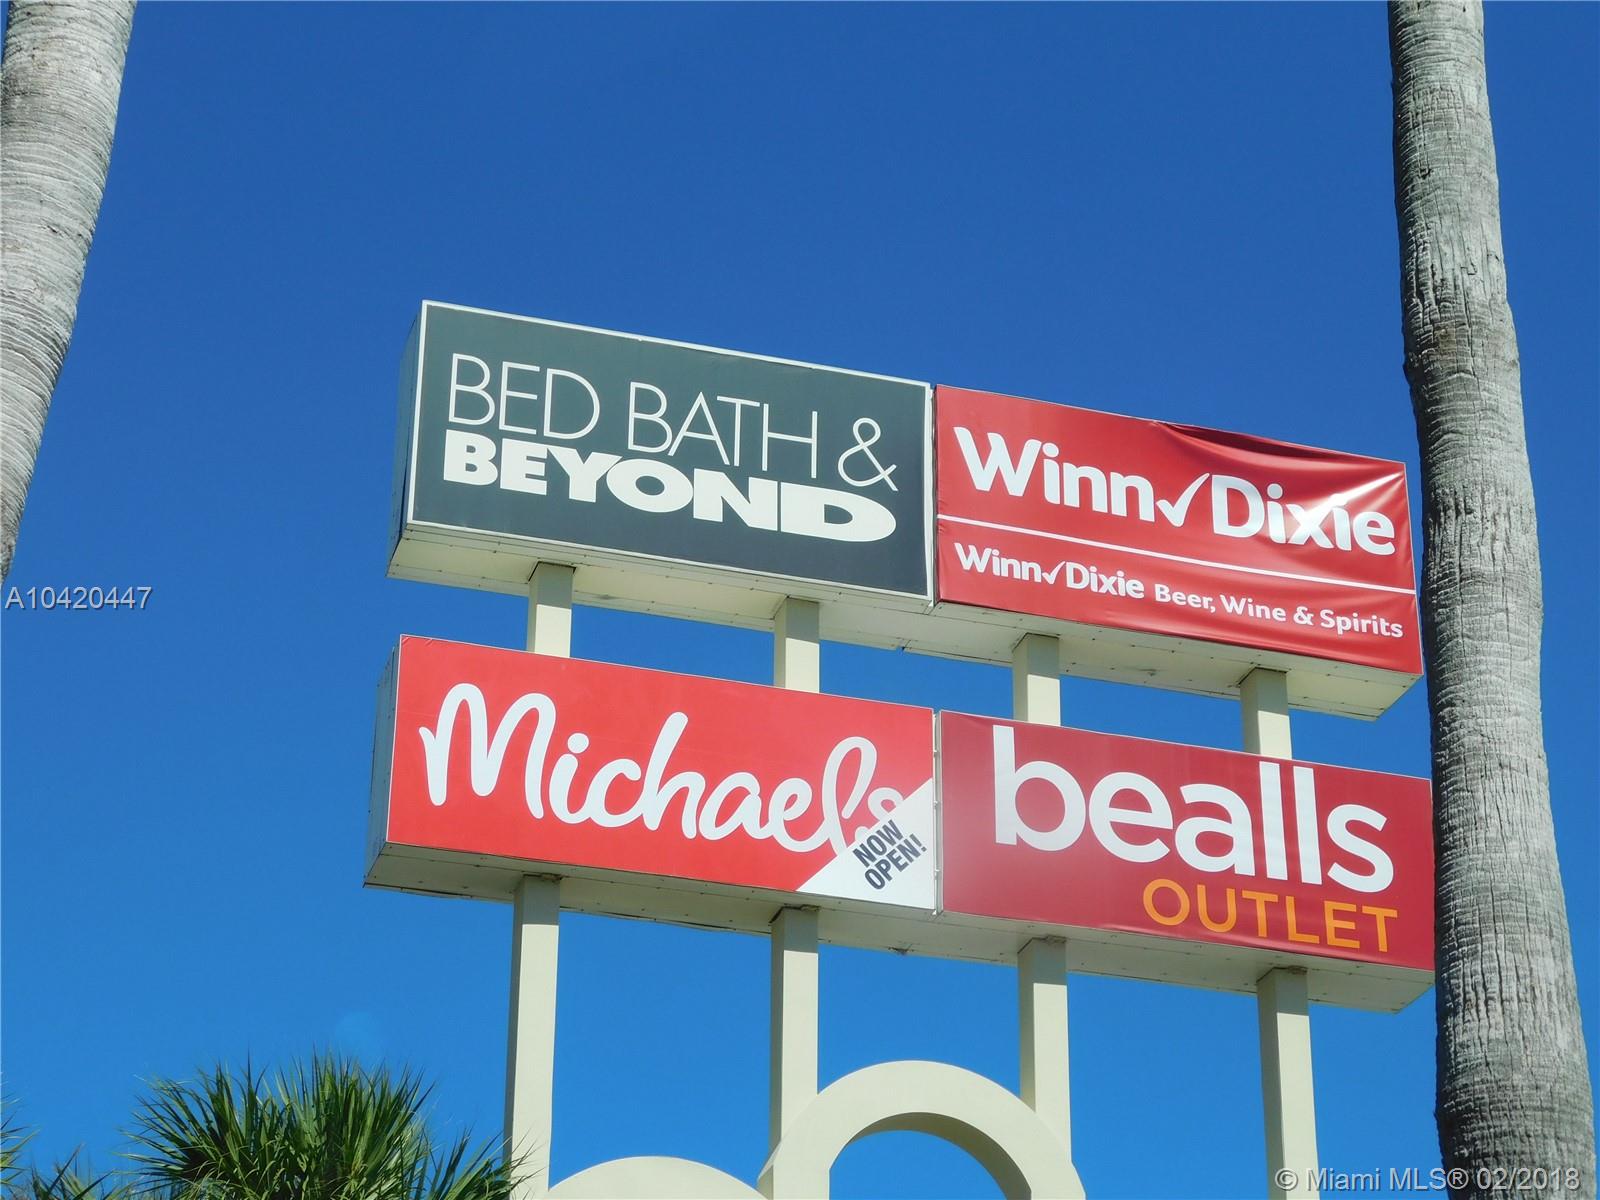 BED BATH &
BEYOND
Winn✓Dixie
Winn✓Dixie Beer, Wine & Spirits
A10420447
Michaels
NOW
OPEN!
bealls
OUTLET
© Miami MLS® 02/2018